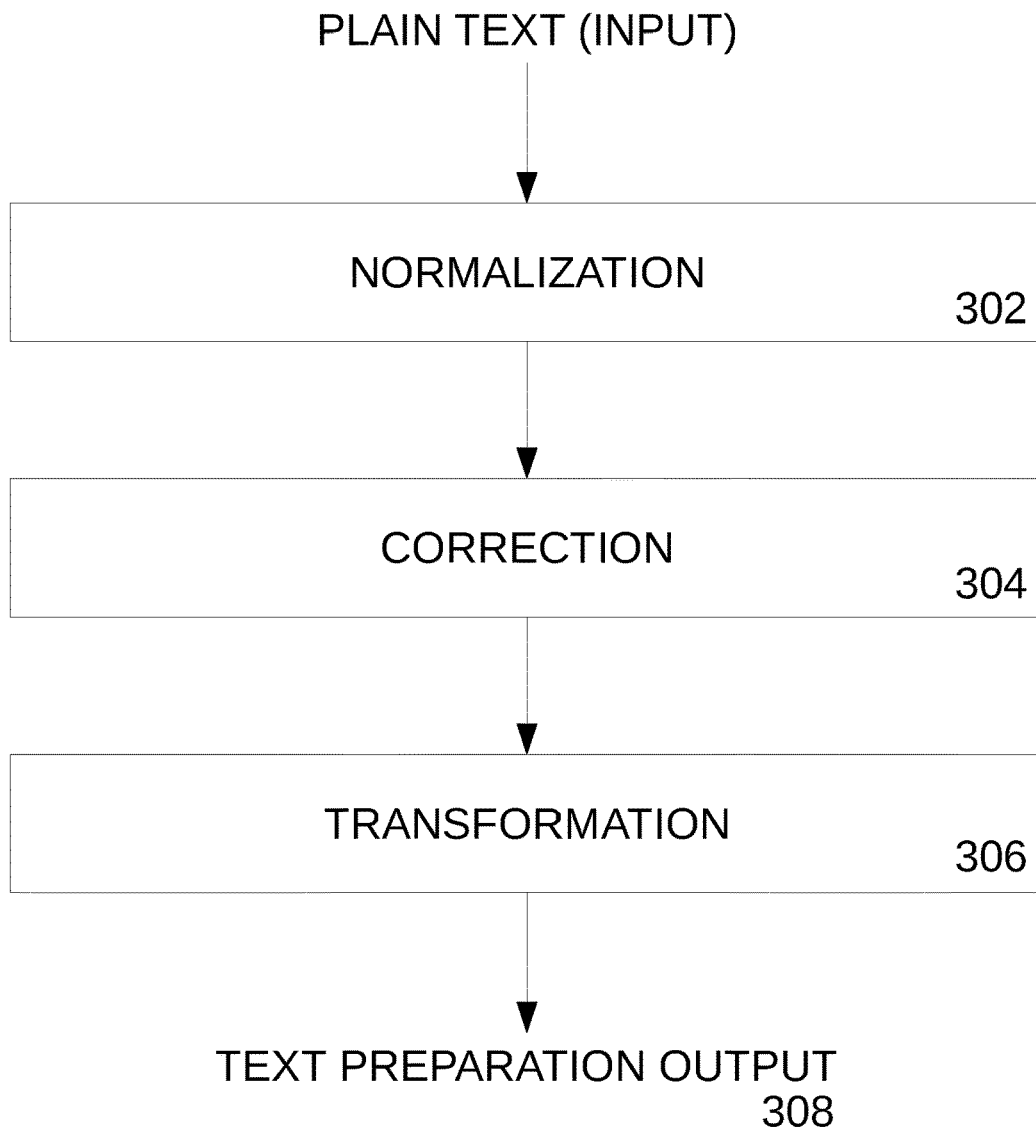 PLAIN TEXT (INPUT)
NORMALIZATION
302
CORRECTION
304
TRANSFORMATION
306
TEXT PREPARATION OUTPUT
308